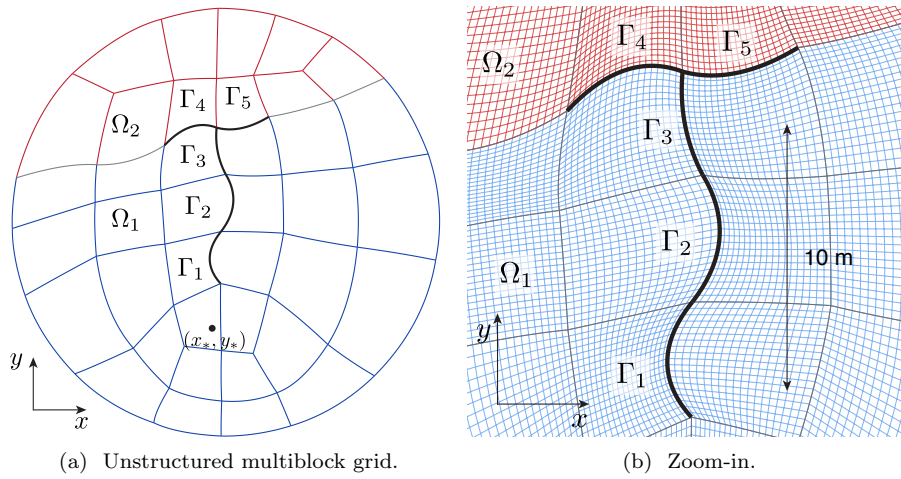 Γ₄ Γ₅
Ω₂
Γ₃
Ω₁ Γ₂
Γ₁
(x*, y*)
y
x
(a) Unstructured multiblock grid.
Γ₄ Γ₅
Ω₂
Γ₃
Γ₂
10 m
Ω₁
y
Γ₁
x
(b) Zoom-in.